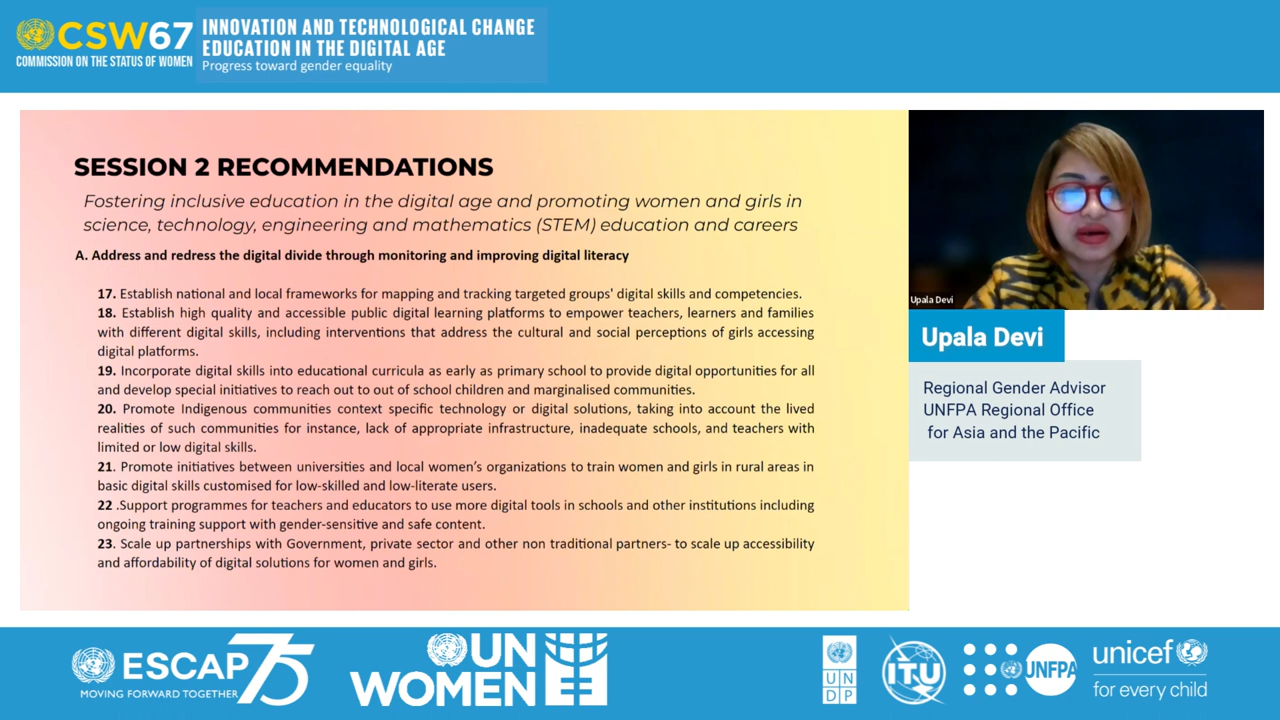 CSW67
COMMISSION ON THE STATUS OF WOMEN
INNOVATION AND TECHNOLOGICAL CHANGE
EDUCATION IN THE DIGITAL AGE
Progress toward gender equality
SESSION 2 RECOMMENDATIONS
Fostering inclusive education in the digital age and promoting women and girls in
science, technology, engineering and mathematics (STEM) education and careers
A. Address and redress the digital divide through monitoring and improving digital literacy
17. Establish national and local frameworks for mapping and tracking targeted groups' digital skills and competencies.
18. Establish high quality and accessible public digital learning platforms to empower teachers, learners and families
with different digital skills, including interventions that address the cultural and social perceptions of girls accessing
digital platforms.
19. Incorporate digital skills into educational curricula as early as primary school to provide digital opportunities for all
and develop special initiatives to reach out to out of school children and marginalised communities.
20. Promote Indigenous communities context specific technology or digital solutions, taking into account the lived
realities of such communities for instance, lack of appropriate infrastructure, inadequate schools, and teachers with
limited or low digital skills.
21. Promote initiatives between universities and local women's organizations to train women and girls in rural areas in
basic digital skills customised for low-skilled and low-literate users.
22 .Support programmes for teachers and educators to use more digital tools in schools and other institutions including
ongoing training support with gender-sensitive and safe content.
23. Scale up partnerships with Government, private sector and other non traditional partners- to scale up accessibility
and affordability of digital solutions for women and girls.
Upala Devi
Upala Devi
Regional Gender Advisor
UNFPA Regional Office
for Asia and the Pacific
ESCAP 75
MOVING FORWARD TOGETHER
UN
WOMEN
U N
D P
ITU
UNFPA
unicef
for every child